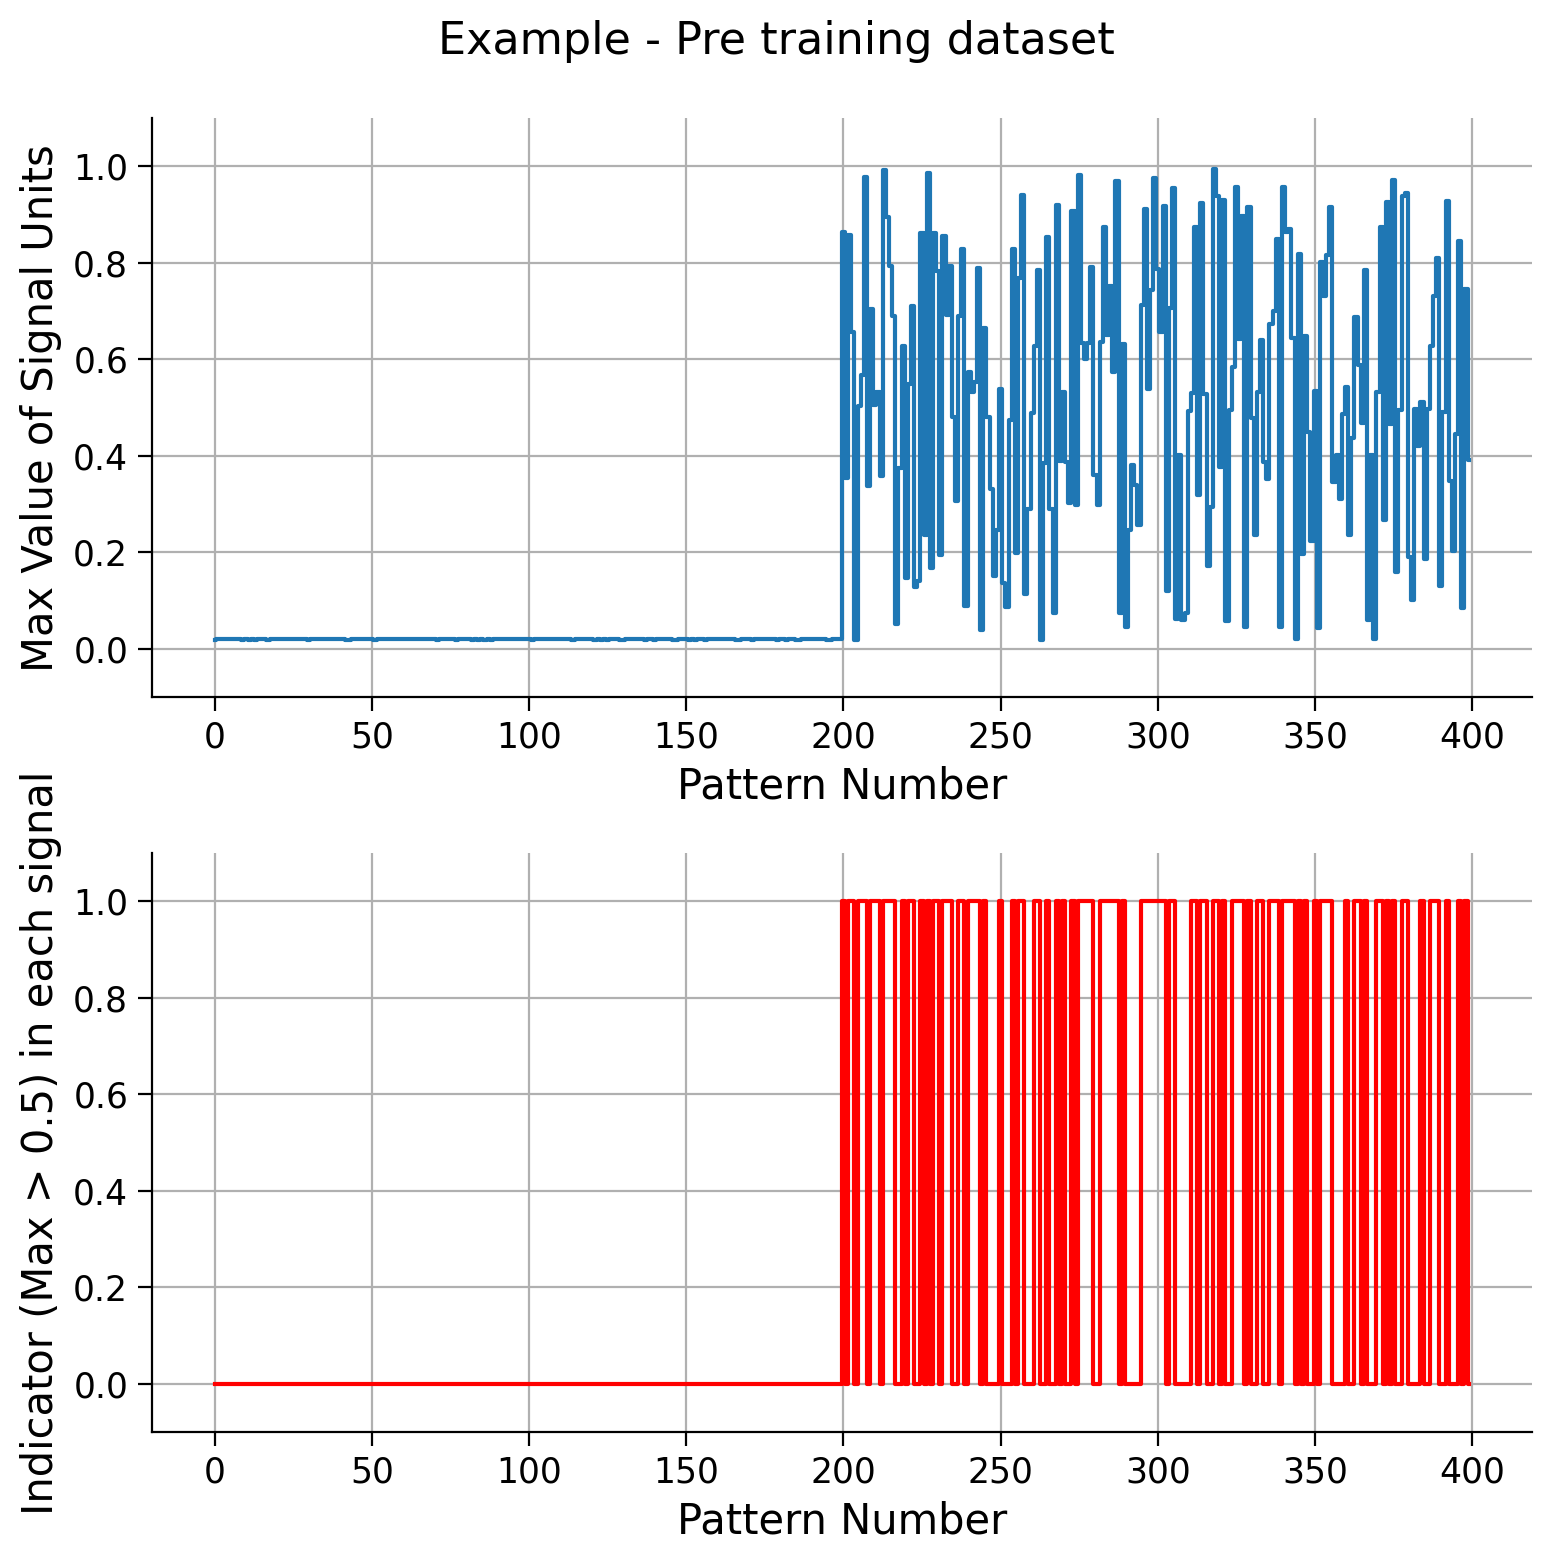 Example - Pre training dataset
Max Value of Signal Units
1.0
0.8
0.6
0.4
0.2
0.0
0 50 100 150 200 250 300 350 400
Pattern Number
Indicator (Max > 0.5) in each signal
1.0
0.8
0.6
0.4
0.2
0.0
0 50 100 150 200 250 300 350 400
Pattern Number